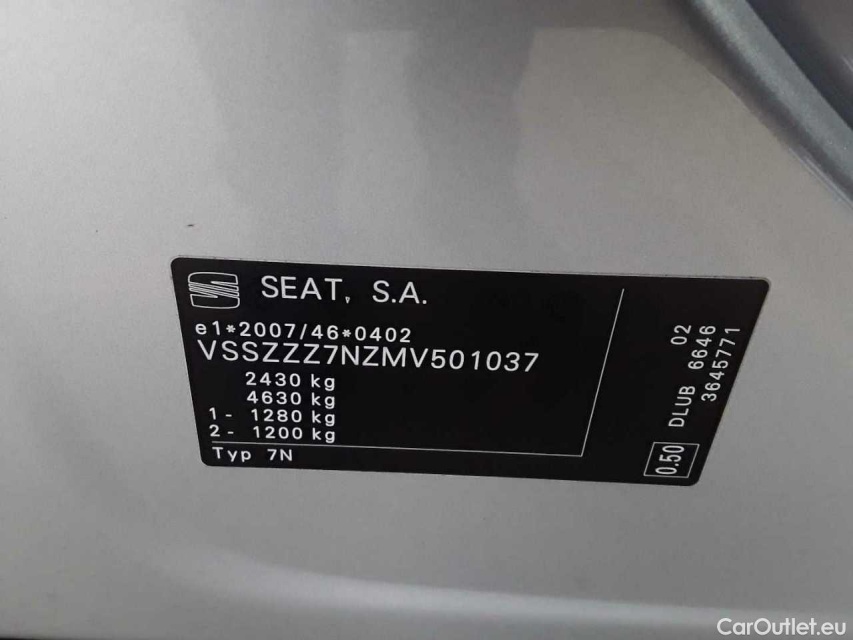 SEAT, S.A.
e1*2007/46*0402
VSSZZZ7NZMV501037
2430 kg
4630 kg
1 - 1280 kg
2 - 1200 kg
Typ 7N
02
DLUB 6646
3645771
0.50
CarOutlet.eu